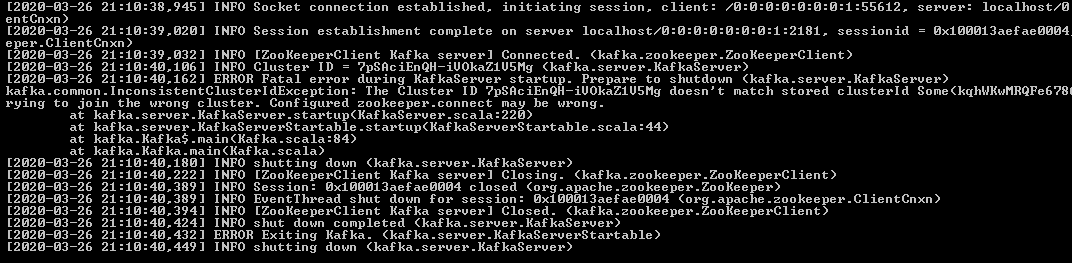 [2020-03-26 21:10:38,945] INFO Socket connection established, initiating session, client: /0:0:0:0:0:0:0:1:55612, server: localhost/0
entCnxn)
[2020-03-26 21:10:39,020] INFO Session establishment complete on server localhost/0:0:0:0:0:0:0:1:2181, sessionid = 0x100013aefae0004,
eper.ClientCnxn)
[2020-03-26 21:10:39,032] INFO [ZooKeeperClient Kafka server] Connected. (kafka.zookeeper.ZooKeeperClient)
[2020-03-26 21:10:40,106] INFO Cluster ID = 7pSAciEnQH-iVOkaZ1V5Mg (kafka.server.KafkaServer)
[2020-03-26 21:10:40,162] ERROR Fatal error during KafkaServer startup. Prepare to shutdown (kafka.server.KafkaServer)
kafka.common.InconsistentClusterIdException: The Cluster ID 7pSAciEnQH-iVOkaZ1V5Mg doesn't match stored clusterId Some(kqhWKwMRQFe6780
rying to join the wrong cluster. Configured zookeeper.connect may be wrong.
at kafka.server.KafkaServer.startup(KafkaServer.scala:220)
at kafka.server.KafkaServerStartable.startup(KafkaServerStartable.scala:44)
at kafka.Kafka$.main(Kafka.scala:84)
at kafka.Kafka.main(Kafka.scala)
[2020-03-26 21:10:40,180] INFO shutting down (kafka.server.KafkaServer)
[2020-03-26 21:10:40,222] INFO [ZooKeeperClient Kafka server] Closing. (kafka.zookeeper.ZooKeeperClient)
[2020-03-26 21:10:40,389] INFO Session: 0x100013aefae0004 closed (org.apache.zookeeper.ZooKeeper)
[2020-03-26 21:10:40,389] INFO EventThread shut down for session: 0x100013aefae0004 (org.apache.zookeeper.ClientCnxn)
[2020-03-26 21:10:40,394] INFO [ZooKeeperClient Kafka server] Closed. (kafka.zookeeper.ZooKeeperClient)
[2020-03-26 21:10:40,424] INFO shut down completed (kafka.server.KafkaServer)
[2020-03-26 21:10:40,432] ERROR Exiting Kafka. (kafka.server.KafkaServerStartable)
[2020-03-26 21:10:40,449] INFO shutting down (kafka.server.KafkaServer)